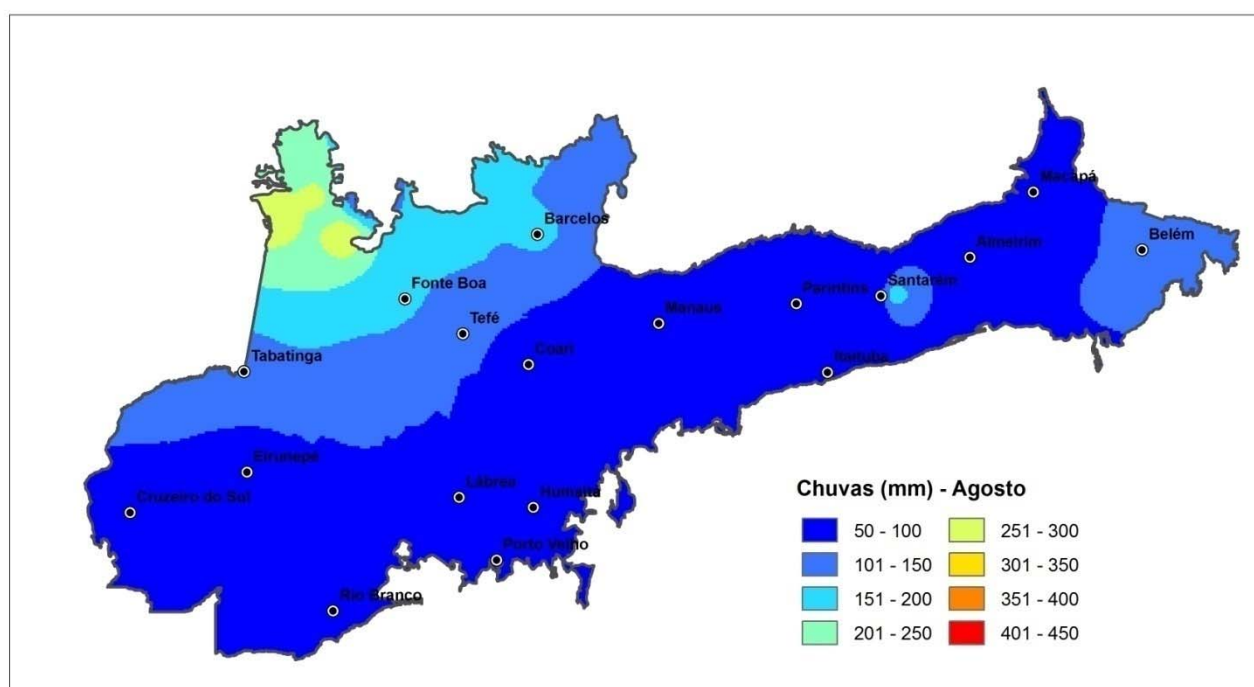 Macapá
Barcelos
Belém
Almeirim
Fonte Boa
Santarém
Parintins
Tefé
Manaus
Tabatinga
Coari
Itaituba
Eirunepé
Cruzeiro do Sul
Lábrea
Humaitá
Porto Velho
Rio Branco
Chuvas (mm) - Agosto
50 - 100
251 - 300
101 - 150
301 - 350
151 - 200
351 - 400
201 - 250
401 - 450